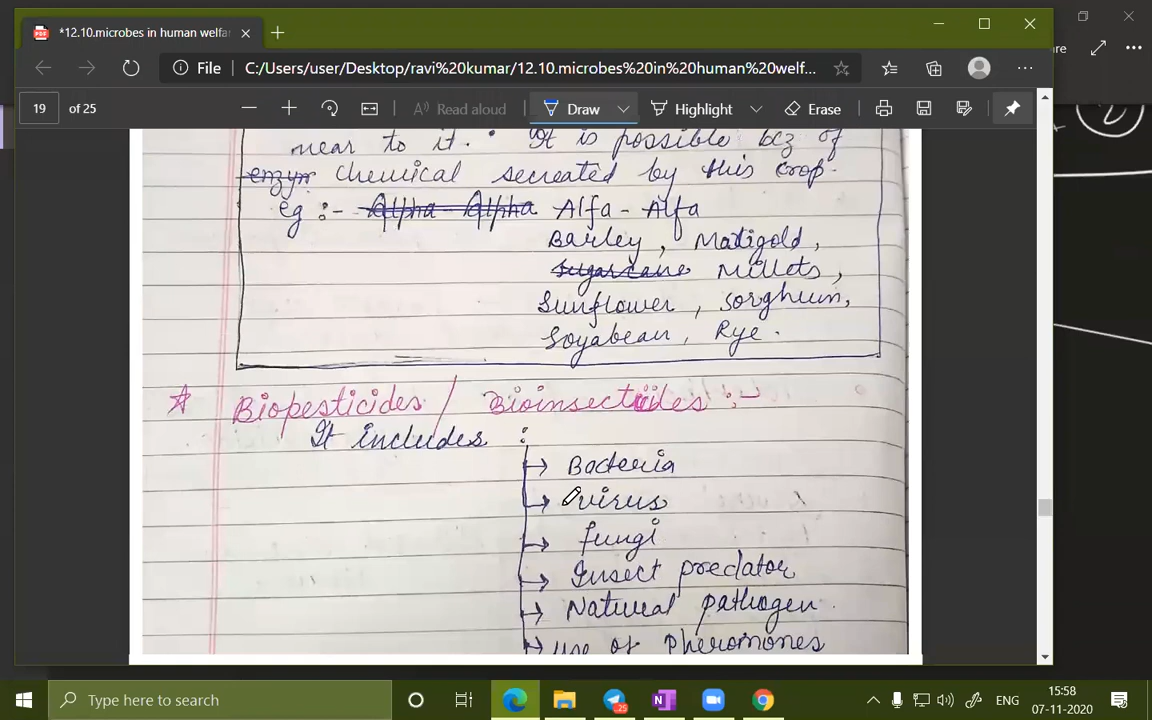 *12.10.microbes in human welfar
File
C:/Users/user/Desktop/ravi%20kumar/12.10.microbes%20in%20human%20welf...
re
19 of 25
Read aloud
Draw
Highlight
Erase
near to it. • It is possible bcz of
enzym chemical secreated by this crop.
eg :- Alpha - Alpha Alfa - Alfa
Barley, Marigold,
Sugarcane Millets,
Sunflower, Sorghum,
Soyabean, Rye.
☆ Biopesticides / Bioinsecticides :-
It includes :
→ Bacteria
→ Virus
→ fungi
→ Insect predator
→ Natural pathogen.
→ use of pheromones
Type here to search
25
ENG
15:58
07-11-2020